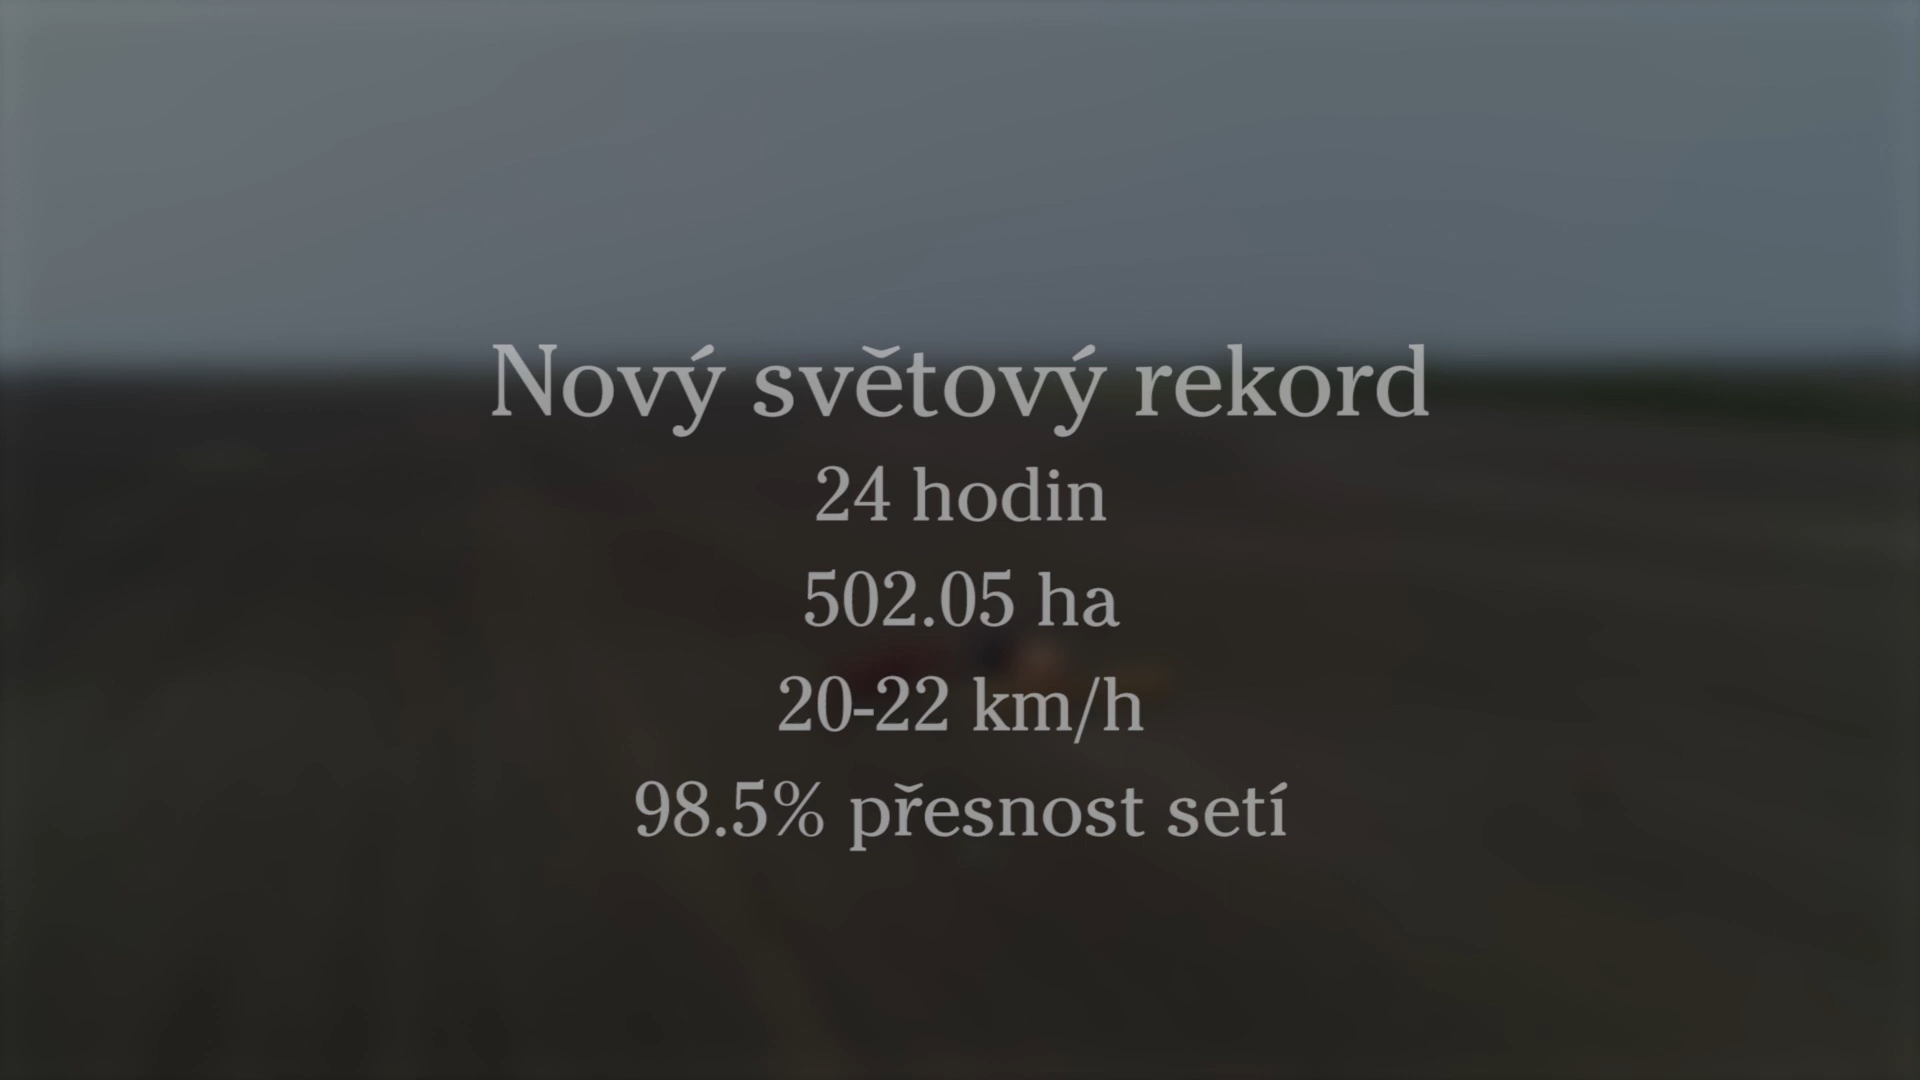 Nový světový rekord
24 hodin
502.05 ha
20-22 km/h
98.5% přesnost setí